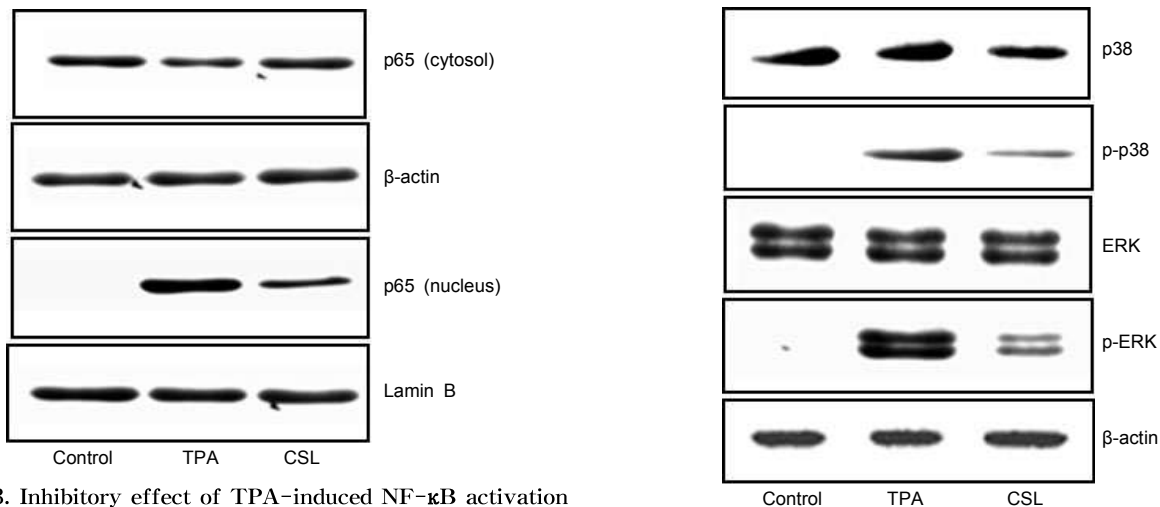 p65 (cytosol)
β-actin
p65 (nucleus)
Lamin B
Control TPA CSL
3. Inhibitory effect of TPA-induced NF-κB activation
p38
p-p38
ERK
p-ERK
β-actin
Control TPA CSL